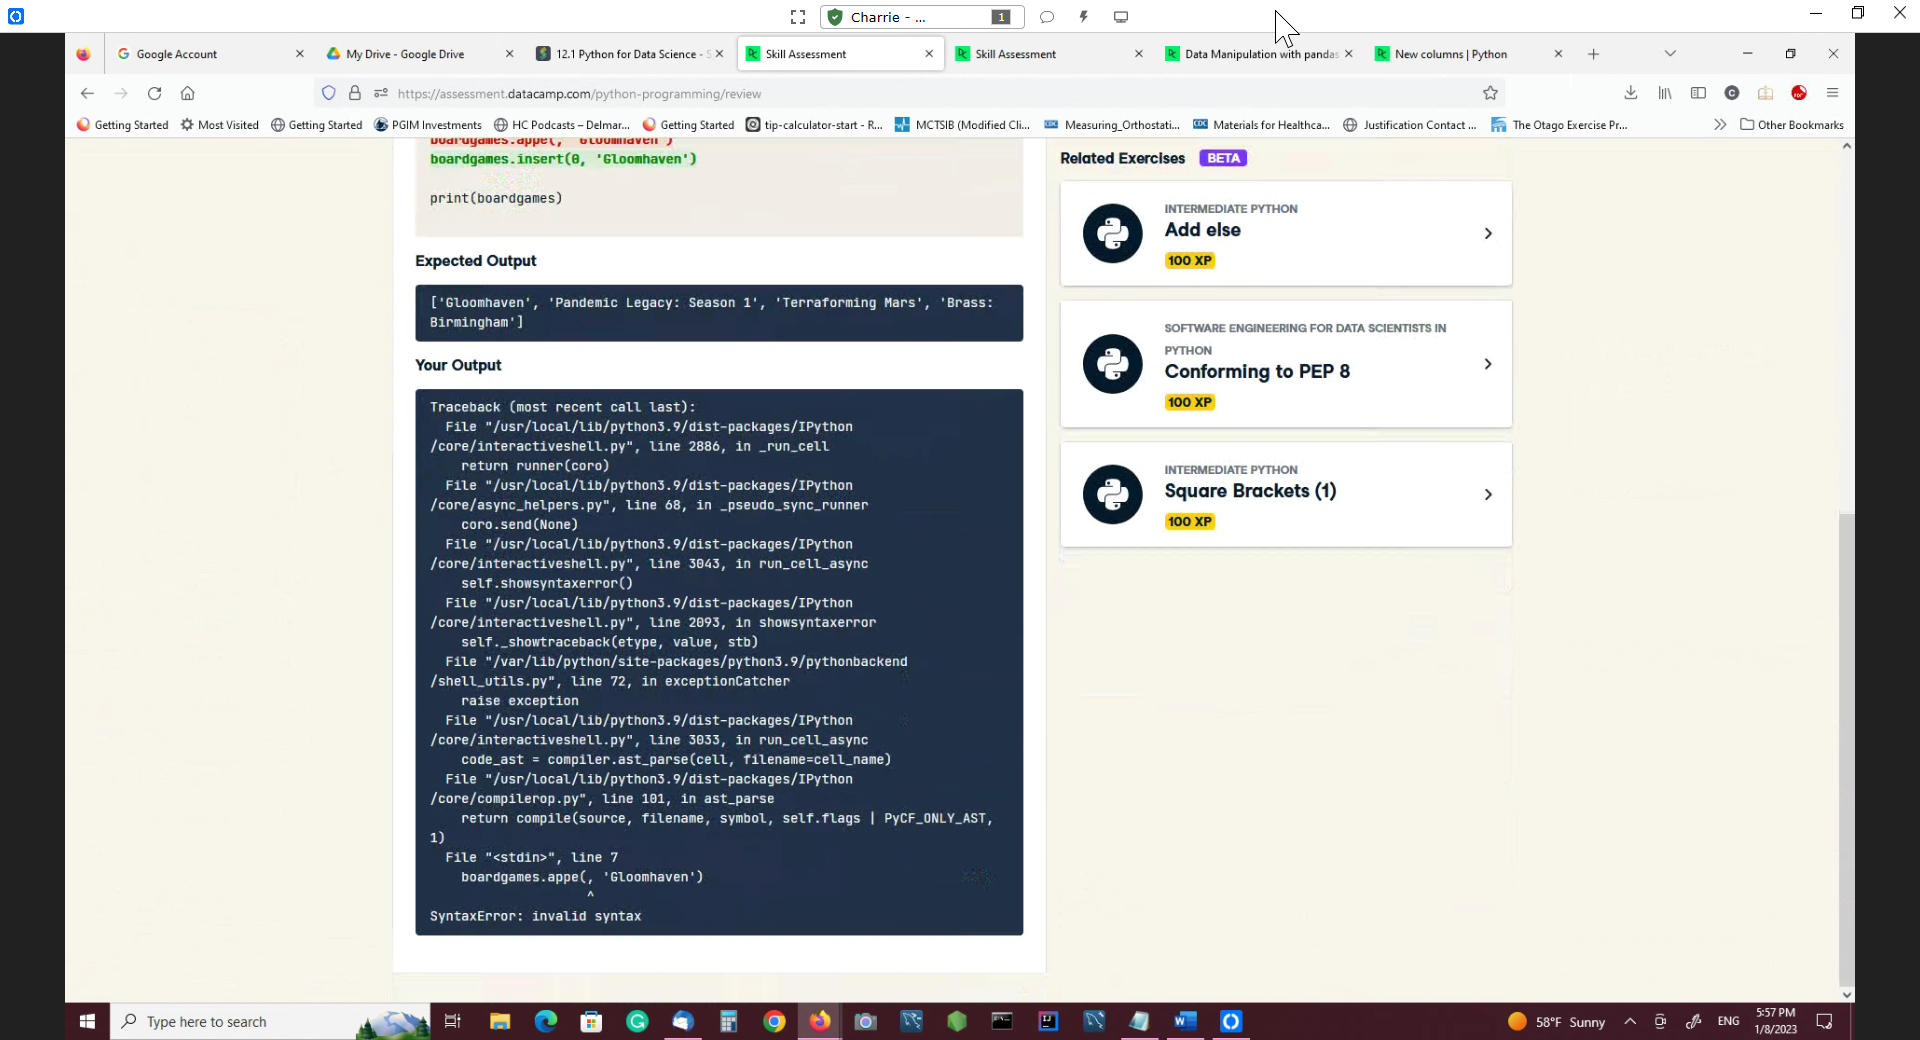 Charrie - ...
1
Google Account
My Drive - Google Drive
12.1 Python for Data Science - S
Skill Assessment
Skill Assessment
Data Manipulation with pandas
New columns | Python
https://assessment.datacamp.com/python-programming/review
Getting Started
Most Visited
Getting Started
PGIM Investments
HC Podcasts – Delmar...
Getting Started
tip-calculator-start - R...
MCTSIB (Modified Cli...
Measuring_Orthostati...
Materials for Healthca...
Justification Contact ...
The Otago Exercise Pr...
Other Bookmarks
boardgames.appe(, 'Gloomhaven')
boardgames.insert(0, 'Gloomhaven')
print(boardgames)
Expected Output
['Gloomhaven', 'Pandemic Legacy: Season 1', 'Terraforming Mars', 'Brass:
Birmingham']
Your Output
Traceback (most recent call last):
File "/usr/local/lib/python3.9/dist-packages/IPython
/core/interactiveshell.py", line 2886, in _run_cell
return runner(coro)
File "/usr/local/lib/python3.9/dist-packages/IPython
/core/async_helpers.py", line 68, in _pseudo_sync_runner
coro.send(None)
File "/usr/local/lib/python3.9/dist-packages/IPython
/core/interactiveshell.py", line 3043, in run_cell_async
self.showsyntaxerror()
File "/usr/local/lib/python3.9/dist-packages/IPython
/core/interactiveshell.py", line 2093, in showsyntaxerror
self._showtraceback(etype, value, stb)
File "/var/lib/python/site-packages/python3.9/pythonbackend
/shell_utils.py", line 72, in exceptionCatcher
raise exception
File "/usr/local/lib/python3.9/dist-packages/IPython
/core/interactiveshell.py", line 3033, in run_cell_async
code_ast = compiler.ast_parse(cell, filename=cell_name)
File "/usr/local/lib/python3.9/dist-packages/IPython
/core/compilerop.py", line 101, in ast_parse
return compile(source, filename, symbol, self.flags | PyCF_ONLY_AST,
1)
File "<stdin>", line 7
boardgames.appe(, 'Gloomhaven')
^
SyntaxError: invalid syntax
Related Exercises BETA
INTERMEDIATE PYTHON
Add else
100 XP
SOFTWARE ENGINEERING FOR DATA SCIENTISTS IN
PYTHON
Conforming to PEP 8
100 XP
INTERMEDIATE PYTHON
Square Brackets (1)
100 XP
Type here to search
58°F Sunny
ENG
5:57 PM
1/8/2023